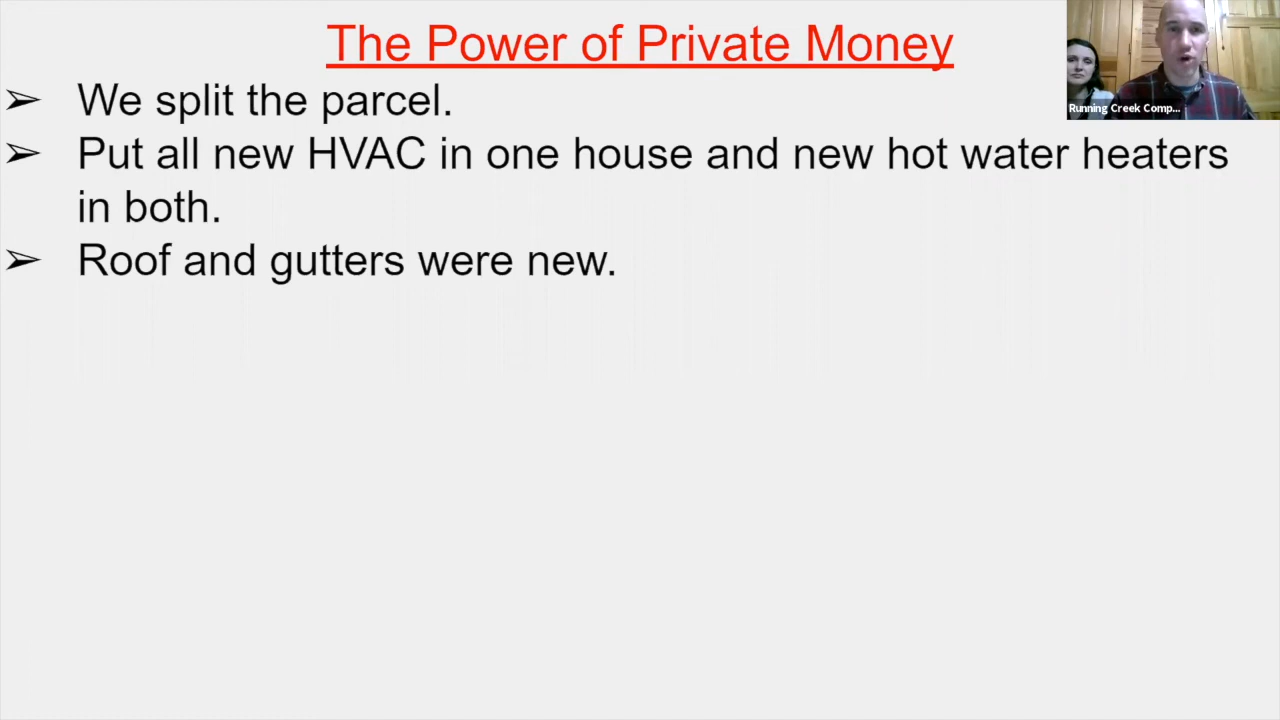 The Power of Private Money
Running Creek Comp...
➢ We split the parcel.
➢ Put all new HVAC in one house and new hot water heaters
in both.
➢ Roof and gutters were new.